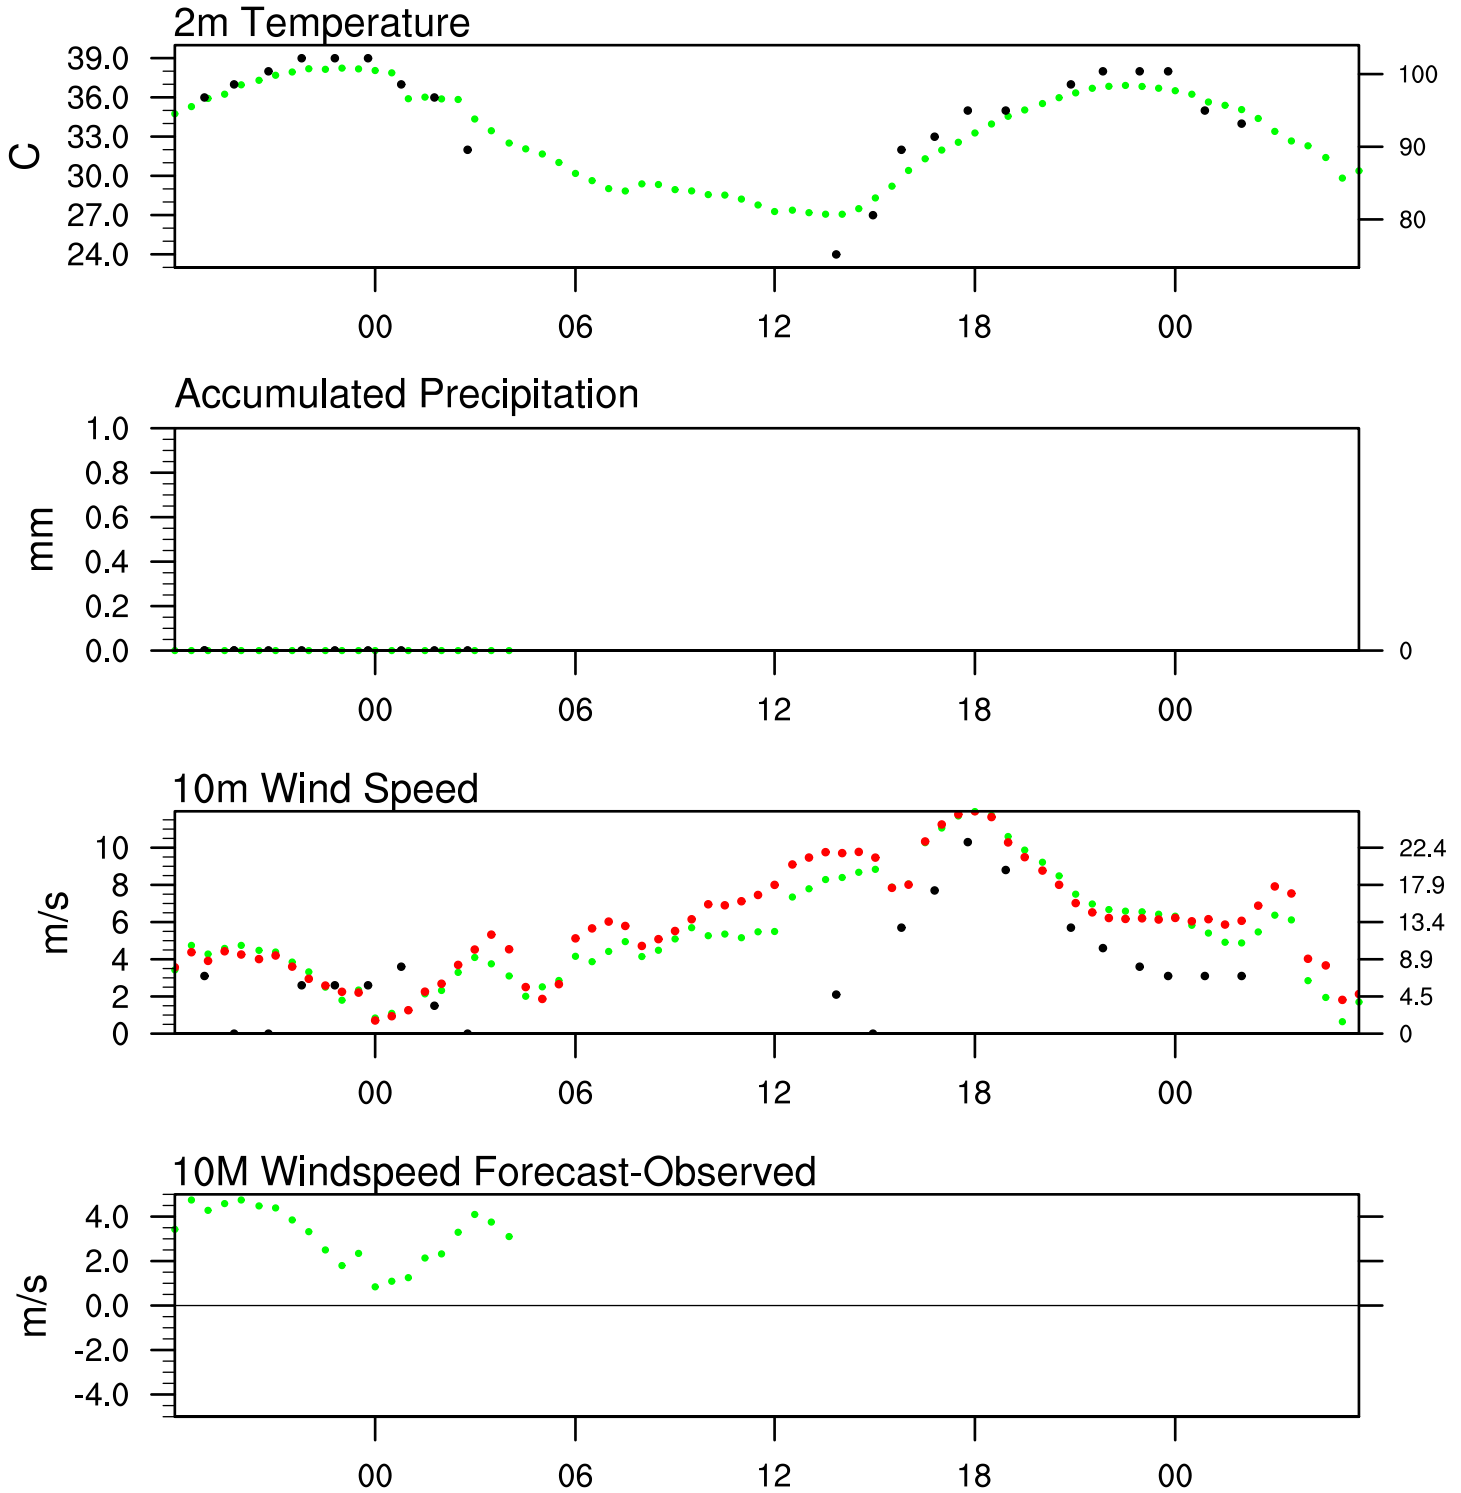 2m Temperature
39.0
36.0
33.0
30.0
27.0
24.0
C
100
90
80
00 06 12 18 00
Accumulated Precipitation
1.0
0.8
0.6
0.4
0.2
0.0
mm
0
00 06 12 18 00
10m Wind Speed
10
8
6
4
2
0
m/s
22.4
17.9
13.4
8.9
4.5
0
00 06 12 18 00
10M Windspeed Forecast-Observed
4.0
2.0
0.0
-2.0
-4.0
m/s
00 06 12 18 00